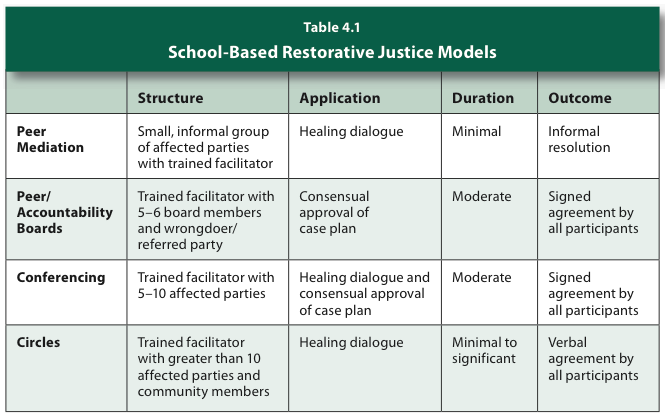 Table 4.1
School-Based Restorative Justice Models
Structure
Application
Duration
Outcome
Peer
Mediation
Small, informal group
of affected parties
with trained facilitator
Healing dialogue
Minimal
Informal
resolution
Peer/
Accountability
Boards
Trained facilitator with
5–6 board members
and wrongdoer/
referred party
Consensual
approval of
case plan
Moderate
Signed
agreement by
all participants
Conferencing
Trained facilitator with
5–10 affected parties
Healing dialogue and
consensual approval
of case plan
Moderate
Signed
agreement by
all participants
Circles
Trained facilitator
with greater than 10
affected parties and
community members
Healing dialogue
Minimal to
significant
Verbal
agreement by
all participants